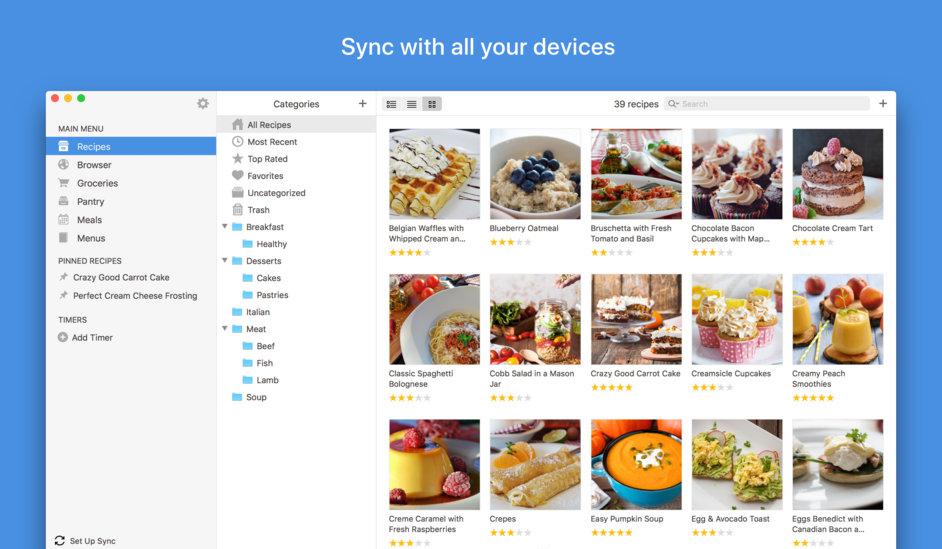 Sync with all your devices
MAIN MENU
Recipes
Browser
Groceries
Pantry
Meals
Menus
PINNED RECIPES
Crazy Good Carrot Cake
Perfect Cream Cheese Frosting
TIMERS
Add Timer
Set Up Sync
Categories
All Recipes
Most Recent
Top Rated
Favorites
Uncategorized
Trash
Breakfast
Healthy
Desserts
Cakes
Pastries
Italian
Meat
Beef
Fish
Lamb
Soup
39 recipes
Search
Belgian Waffles with
Whipped Cream an...
Blueberry Oatmeal
Bruschetta with Fresh
Tomato and Basil
Chocolate Bacon
Cupcakes with Map...
Chocolate Cream Tart
Classic Spaghetti
Bolognese
Cobb Salad in a Mason
Jar
Crazy Good Carrot Cake
Creamsicle Cupcakes
Creamy Peach
Smoothies
Creme Caramel with
Fresh Raspberries
Crepes
Easy Pumpkin Soup
Egg & Avocado Toast
Eggs Benedict with
Canadian Bacon a...